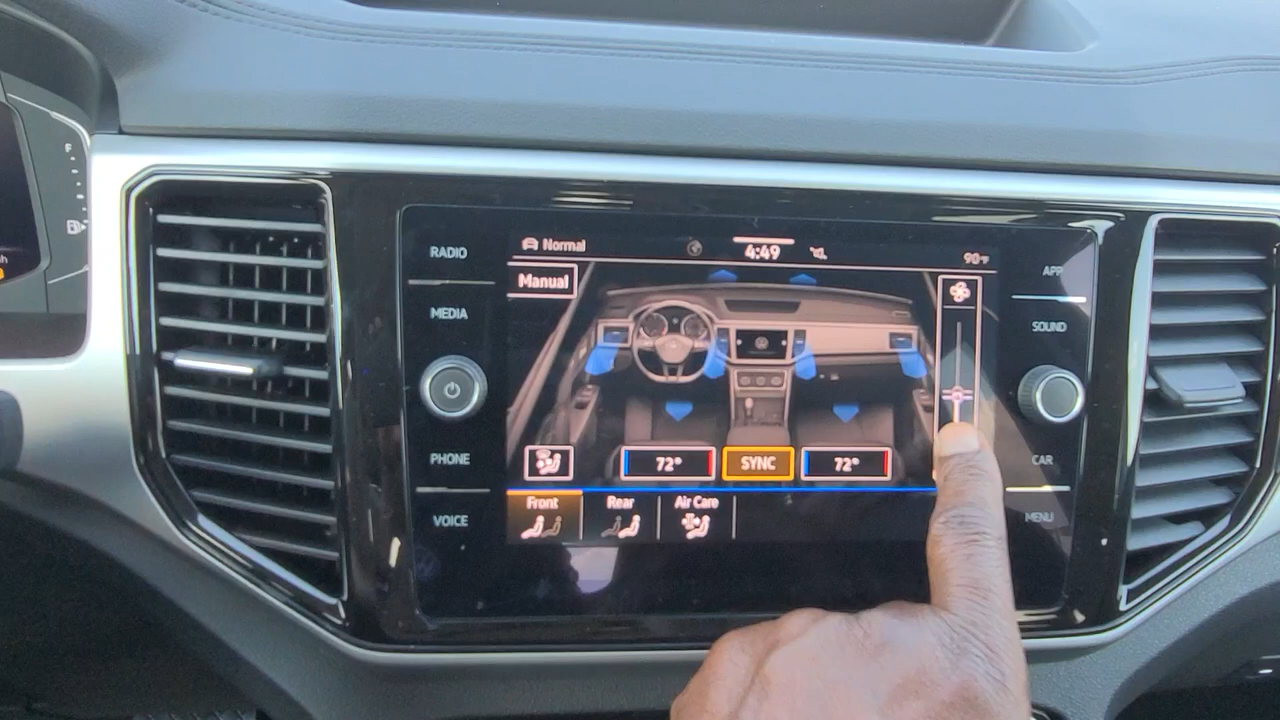 F
RADIO
MEDIA
PHONE
VOICE
Normal
4:49
90°F
Manual
72°
SYNC
72°
Front
Rear
Air Care
APP
SOUND
CAR
MENU